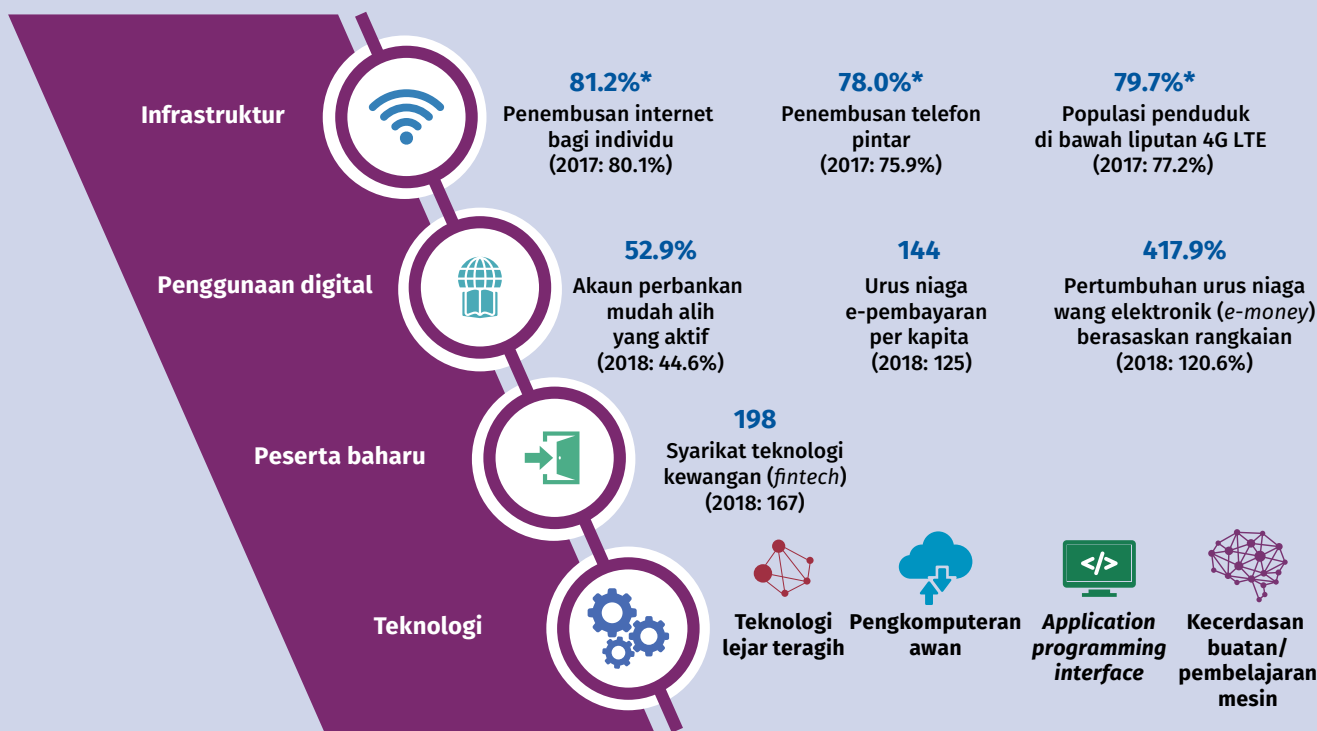 Infrastruktur
81.2%*
Penembusan internet
bagi individu
(2017: 80.1%)
78.0%*
Penembusan telefon
pintar
(2017: 75.9%)
79.7%*
Populasi penduduk
di bawah liputan 4G LTE
(2017: 77.2%)
Penggunaan digital
52.9%
Akaun perbankan
mudah alih
yang aktif
(2018: 44.6%)
144
Urus niaga
e-pembayaran
per kapita
(2018: 125)
417.9%
Pertumbuhan urus niaga
wang elektronik (e-money)
berasaskan rangkaian
(2018: 120.6%)
Peserta baharu
198
Syarikat teknologi
kewangan (fintech)
(2018: 167)
Teknologi
Teknologi
lejar teragih
Pengkomputeran
awan
</>
Application
programming
interface
Kecerdasan
buatan/
pembelajaran
mesin